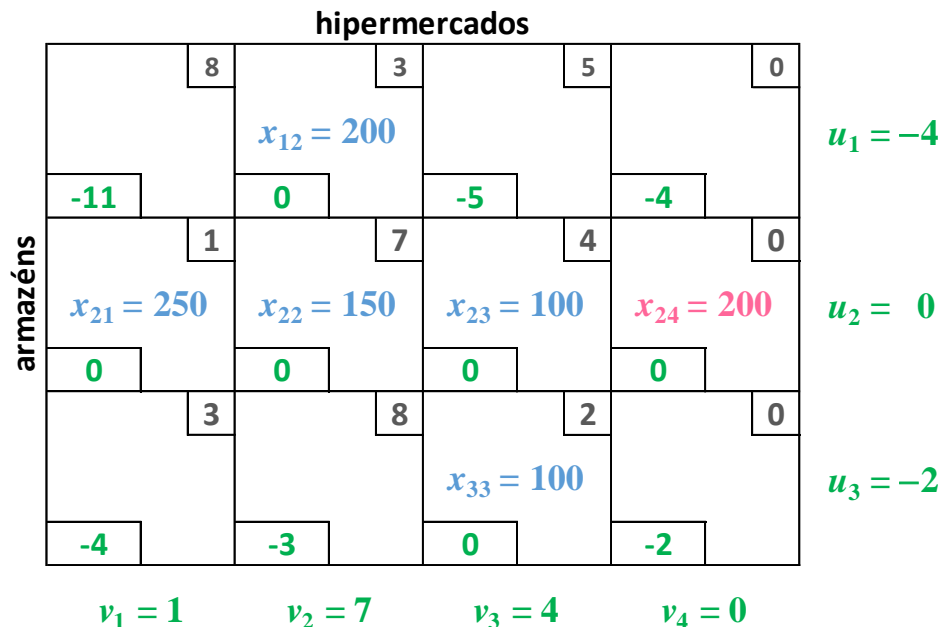 hipermercados
8 3 5 0
x12 = 200
u1 = −4
-11 0 -5 -4
armazéns
1 7 4 0
x21 = 250 x22 = 150 x23 = 100 x24 = 200
u2 = 0
0 0 0 0
3 8 2 0
x33 = 100
u3 = −2
-4 -3 0 -2
v1 = 1 v2 = 7 v3 = 4 v4 = 0